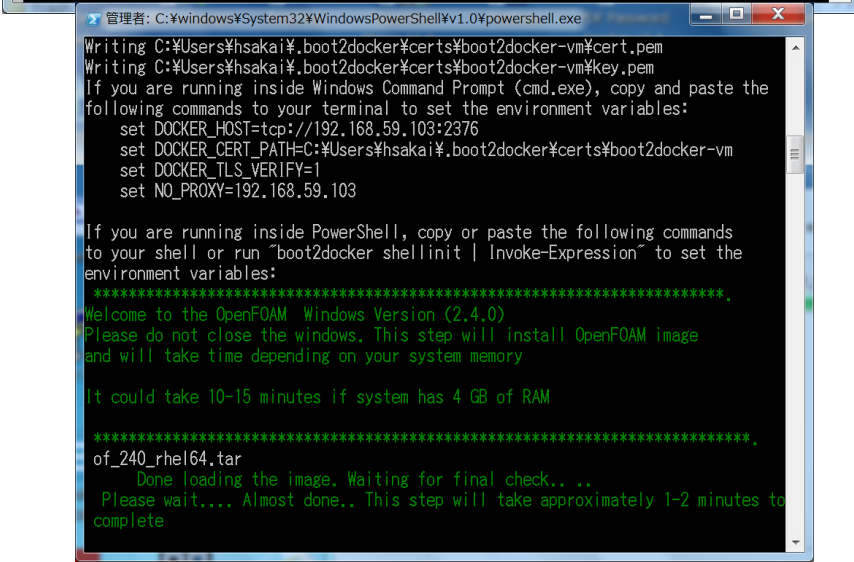 管理者: C:¥windows¥System32¥WindowsPowerShell¥v1.0¥powershell.exe
Writing C:¥Users¥hsakai¥.boot2docker¥certs¥boot2docker-vm¥cert.pem
Writing C:¥Users¥hsakai¥.boot2docker¥certs¥boot2docker-vm¥key.pem
If you are running inside Windows Command Prompt (cmd.exe), copy and paste the
following commands to your terminal to set the environment variables:
set DOCKER_HOST=tcp://192.168.59.103:2376
set DOCKER_CERT_PATH=C:¥Users¥hsakai¥.boot2docker¥certs¥boot2docker-vm
set DOCKER_TLS_VERIFY=1
set NO_PROXY=192.168.59.103
If you are running inside PowerShell, copy or paste the following commands
to your shell or run "boot2docker shellinit | Invoke-Expression" to set the
environment variables:
*************************************************************************.
Welcome to the OpenFOAM  Windows Version (2.4.0)
Please do not close the windows. This step will install OpenFOAM image
and will take time depending on your system memory
It could take 10-15 minutes if system has 4 GB of RAM
****************************************************************************.
of_240_rhel64.tar
Done loading the image. Waiting for final check.. ..
Please wait.... Almost done.. This step will take approximately 1-2 minutes to
complete